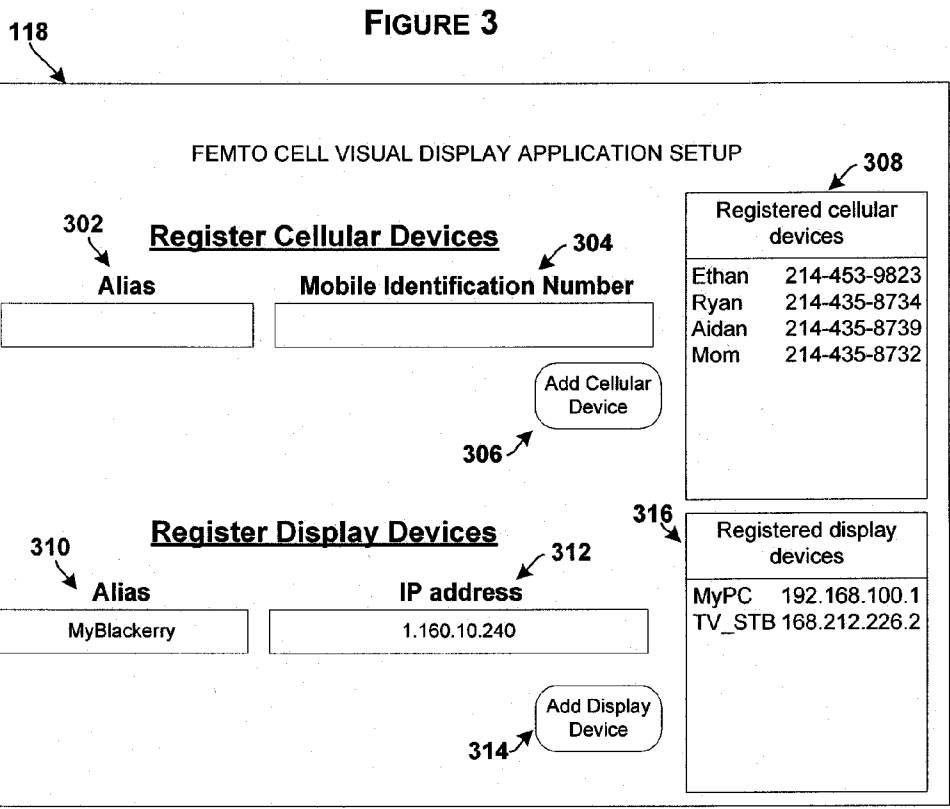 FIGURE 3
118
FEMTO CELL VISUAL DISPLAY APPLICATION SETUP
308
302
Register Cellular Devices
304
Alias
Mobile Identification Number
Add Cellular
Device
306
Registered cellular
devices
Ethan 214-453-9823
Ryan 214-435-8734
Aidan 214-435-8739
Mom 214-435-8732
Register Display Devices
316
310
312
Alias
IP address
MyBlackerry
1.160.10.240
Add Display
Device
314
Registered display
devices
MyPC 192.168.100.1
TV_STB 168.212.226.2